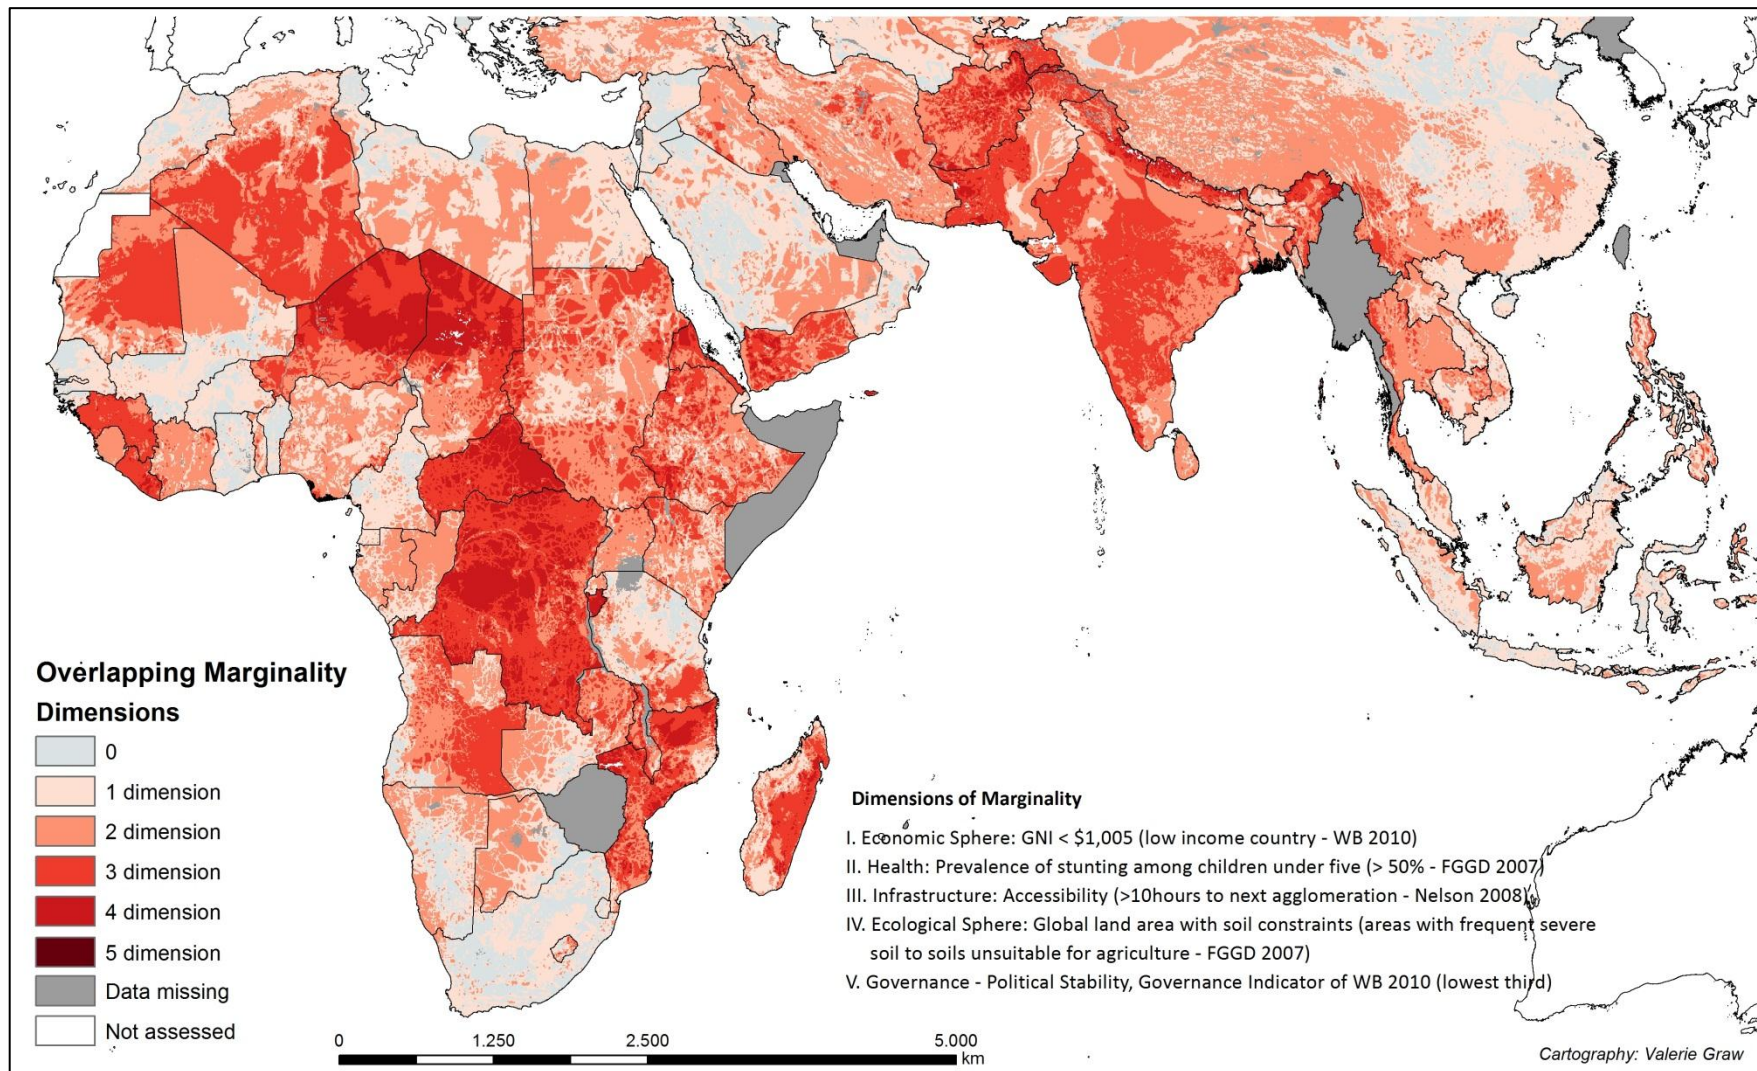 Overlapping Marginality
Dimensions
0
1 dimension
2 dimension
3 dimension
4 dimension
5 dimension
Data missing
Not assessed
Dimensions of Marginality
I. Economic Sphere: GNI < $1,005 (low income country - WB 2010)
II. Health: Prevalence of stunting among children under five (> 50% - FGGD 2007)
III. Infrastructure: Accessibility (>10hours to next agglomeration - Nelson 2008)
IV. Ecological Sphere: Global land area with soil constraints (areas with frequent severe
soil to soils unsuitable for agriculture - FGGD 2007)
V. Governance - Political Stability, Governance Indicator of WB 2010 (lowest third)
0 1.250 2.500 5.000
km
Cartography: Valerie Graw